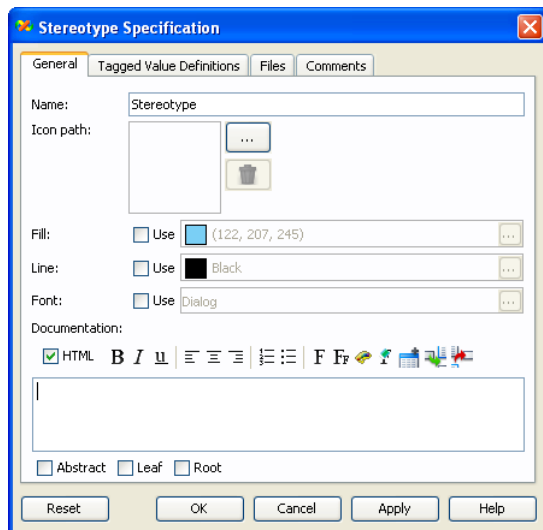 Stereotype Specification
General Tagged Value Definitions Files Comments
Name: Stereotype
Icon path: ...
Fill: Use (122, 207, 245) ...
Line: Use Black ...
Font: Use Dialog ...
Documentation:
HTML B I u F FF
Abstract Leaf Root
Reset OK Cancel Apply Help